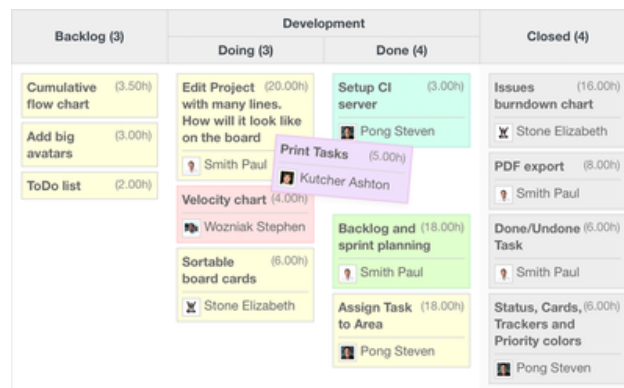 Backlog (3)
Development
Doing (3)
Done (4)
Closed (4)
Cumulative (3.50h)
flow chart
Add big (3.00h)
avatars
ToDo list (2.00h)
Edit Project (20.00h)
with many lines.
How will it look like
on the board
Smith Paul
Velocity chart (4.00h)
Wozniak Stephen
Sortable (6.00h)
board cards
Stone Elizabeth
Print Tasks (5.00h)
Kutcher Ashton
Setup CI (3.00h)
server
Pong Steven
Backlog and (18.00h)
sprint planning
Smith Paul
Assign Task (18.00h)
to Area
Pong Steven
Issues (16.00h)
burndown chart
Stone Elizabeth
PDF export (8.00h)
Smith Paul
Done/Undone (6.00h)
Task
Smith Paul
Status, Cards, (6.00h)
Trackers and
Priority colors
Pong Steven